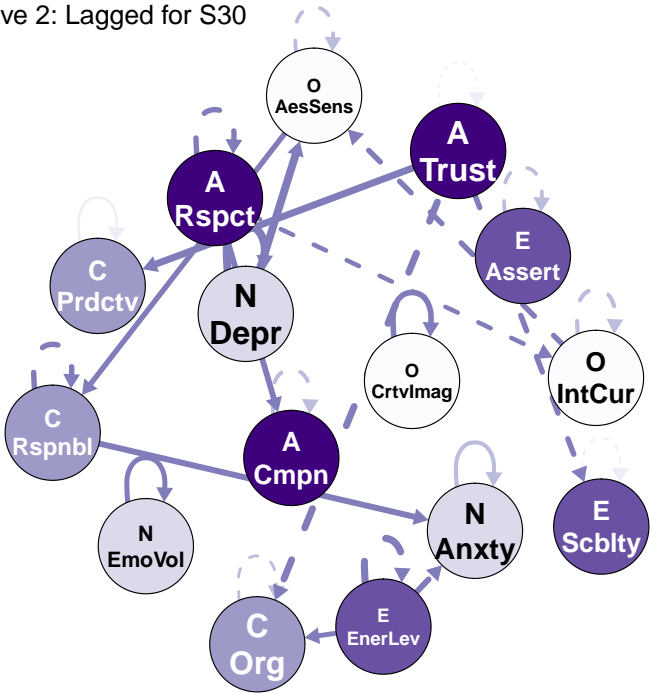 ve 2: Lagged for S30
O
AesSens
A
Trust
A
Rspct
E
Assert
C
Prdctv
N
Depr
O
CrtvImag
O
IntCur
C
Rspnbl
A
Cmpn
N
Anxty
E
Scblty
N
EmoVol
C
Org
E
EnerLev